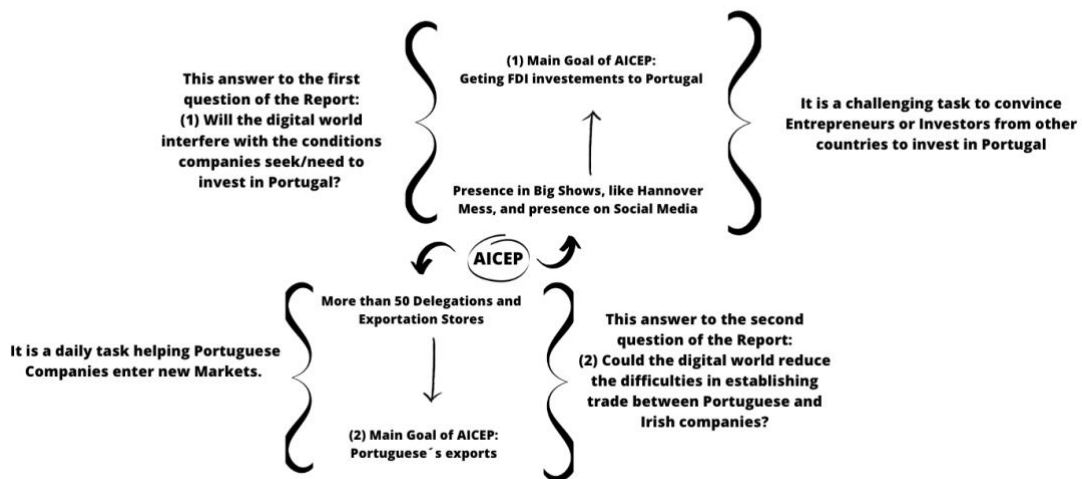 (1) Main Goal of AICEP:
Geting FDI investements to Portugal
This answer to the first
question of the Report:
(1) Will the digital world
interfere with the conditions
companies seek/need to
invest in Portugal?
It is a challenging task to convince
Entrepreneurs or Investors from other
countries to invest in Portugal
Presence in Big Shows, like Hannover
Mess, and presence on Social Media
AICEP
More than 50 Delegations and
Exportation Stores
It is a daily task helping Portuguese
Companies enter new Markets.
This answer to the second
question of the Report:
(2) Could the digital world reduce
the difficulties in establishing
trade between Portuguese and
Irish companies?
(2) Main Goal of AICEP:
Portuguese´s exports